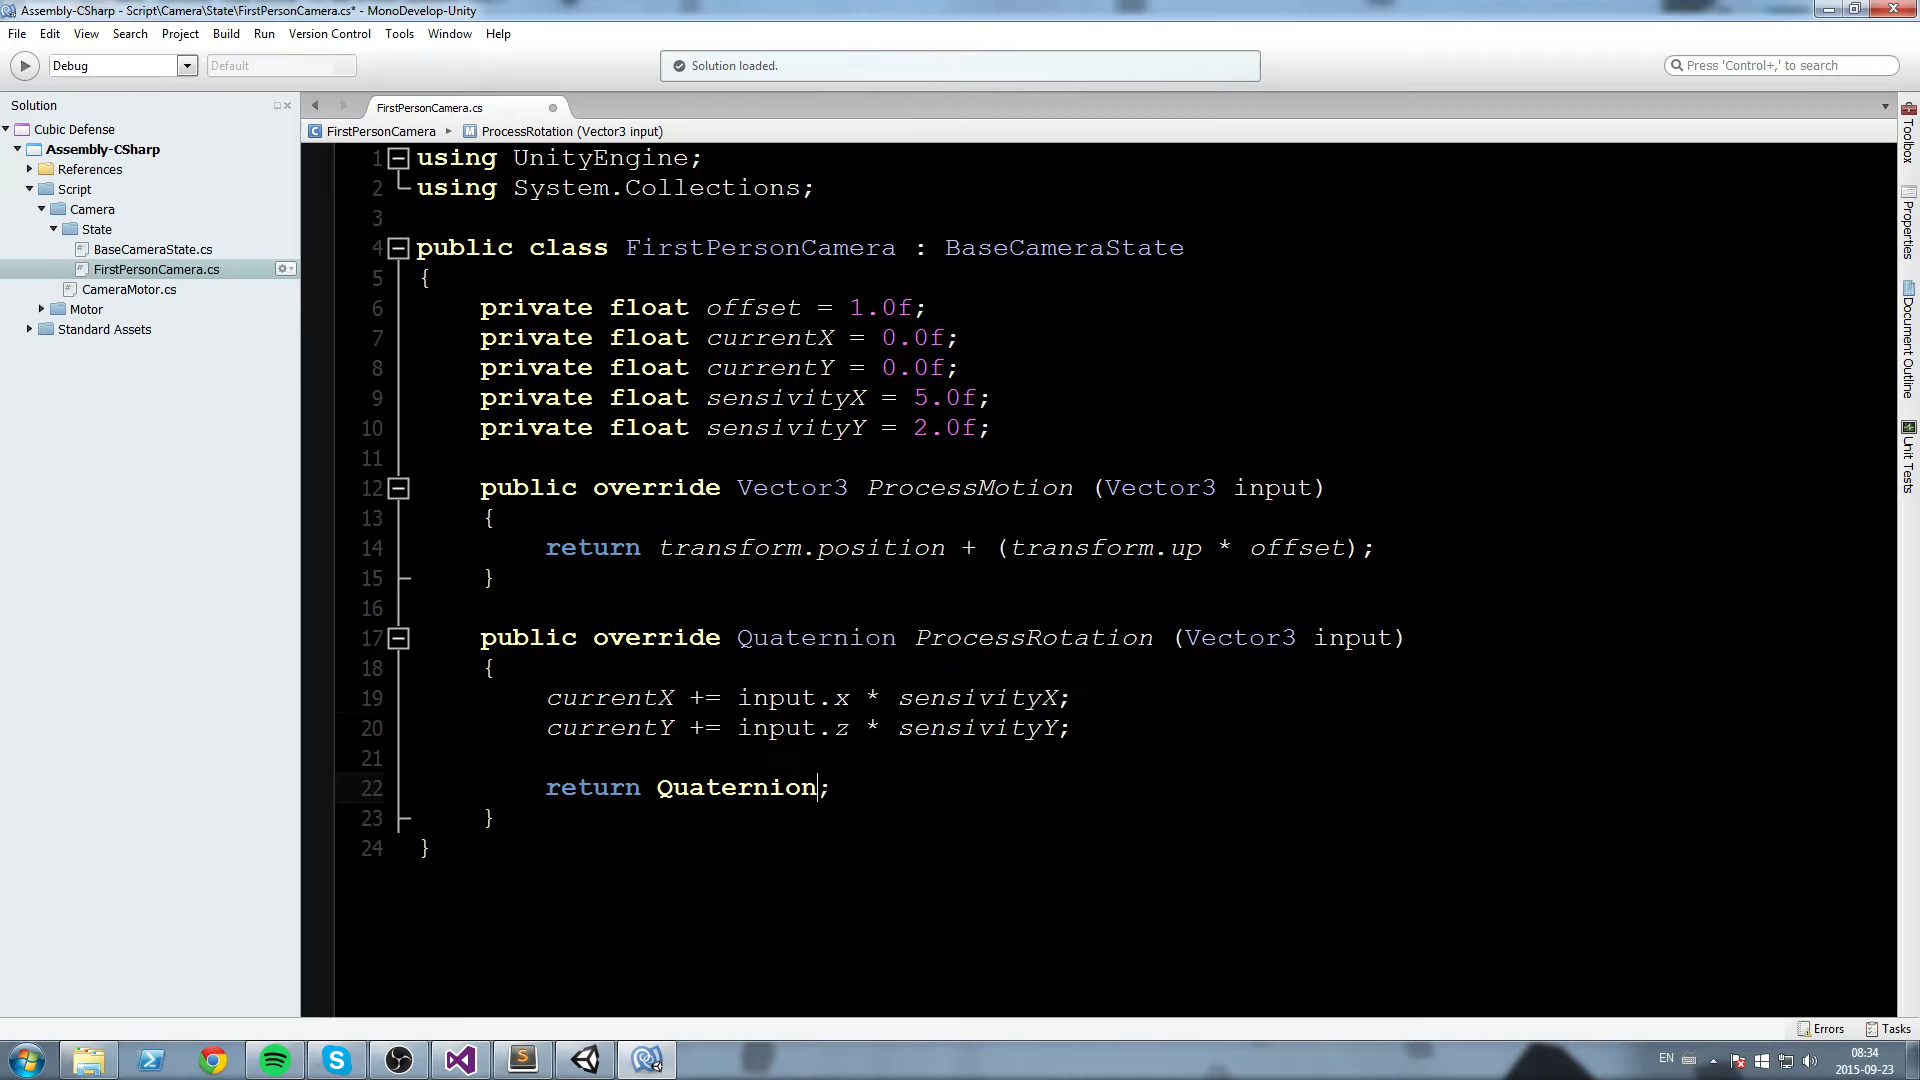 Assembly-CSharp - Script\Camera\State\FirstPersonCamera.cs* - MonoDevelop-Unity
File Edit View Search Project Build Run Version Control Tools Window Help
Debug Default Solution loaded. Press 'Control+,' to search
Solution
Cubic Defense
Assembly-CSharp
References
Script
Camera
State
BaseCameraState.cs
FirstPersonCamera.cs
CameraMotor.cs
Motor
Standard Assets
FirstPersonCamera.cs
FirstPersonCamera ProcessRotation (Vector3 input)
1 using UnityEngine;
2 using System.Collections;
3
4 public class FirstPersonCamera : BaseCameraState
5 {
6 private float offset = 1.0f;
7 private float currentX = 0.0f;
8 private float currentY = 0.0f;
9 private float sensivityX = 5.0f;
10 private float sensivityY = 2.0f;
11
12 public override Vector3 ProcessMotion (Vector3 input)
13 {
14 return transform.position + (transform.up * offset);
15 }
16
17 public override Quaternion ProcessRotation (Vector3 input)
18 {
19 currentX += input.x * sensivityX;
20 currentY += input.z * sensivityY;
21
22 return Quaternion;
23 }
24 }
Toolbox
Properties
Document Outline
Unit Tests
Errors Tasks
EN
08:34
2015-09-23